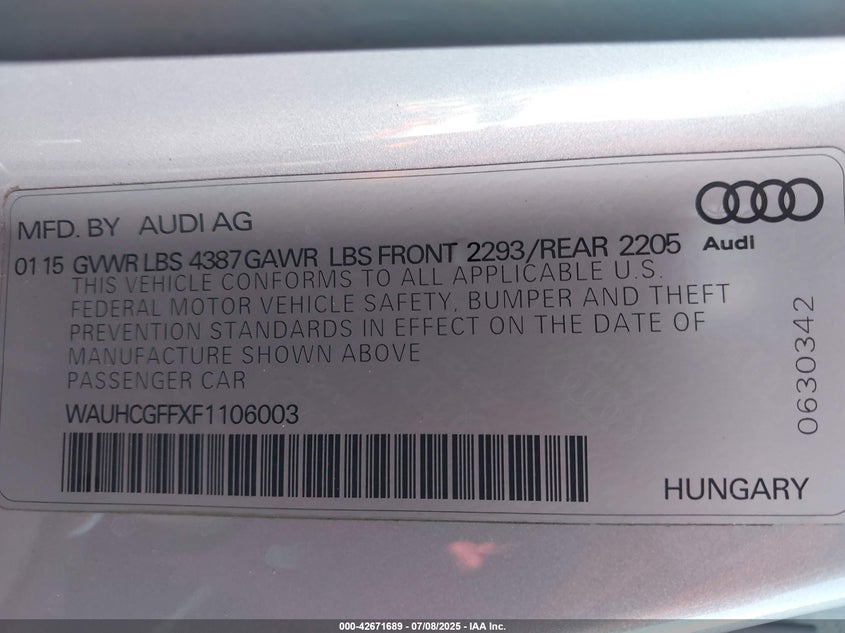 MFD. BY AUDI AG
Audi
01 15 GVWR LBS 4387 GAWR LBS FRONT 2293/REAR 2205
THIS VEHICLE CONFORMS TO ALL APPLICABLE U.S.
FEDERAL MOTOR VEHICLE SAFETY, BUMPER AND THEFT
PREVENTION STANDARDS IN EFFECT ON THE DATE OF
MANUFACTURE SHOWN ABOVE
PASSENGER CAR
WAUHCGFFXF1106003
0630342
HUNGARY
000-42671689 - 07/08/2025 - IAA Inc.